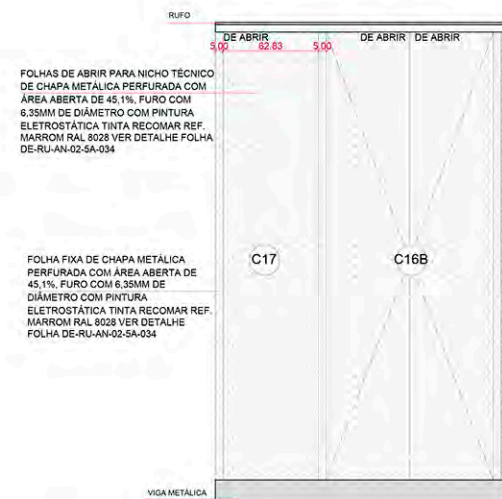 RUFO
DE ABRIR
DE ABRIR
DE ABRIR
5,00
62.63
5,00
FOLHAS DE ABRIR PARA NICHO TÉCNICO
DE CHAPA METÁLICA PERFURADA COM
ÁREA ABERTA DE 45,1%, FURO COM
6,35MM DE DIÂMETRO COM PINTURA
ELETROSTÁTICA TINTA RECOMAR REF.
MARROM RAL 8028 VER DETALHE FOLHA
DE-RU-AN-02-5A-034
C17
C16B
FOLHA FIXA DE CHAPA METÁLICA
PERFURADA COM ÁREA ABERTA DE
45,1%, FURO COM 6,35MM DE
DIÂMETRO COM PINTURA
ELETROSTÁTICA TINTA RECOMAR REF.
MARROM RAL 8028 VER DETALHE
FOLHA DE-RU-AN-02-5A-034
VIGA METÁLICA